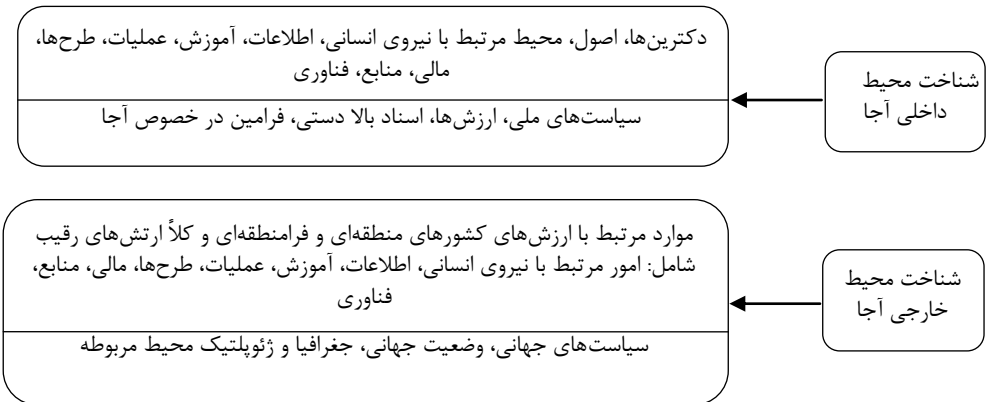 شناخت محیط
داخلی آجا
دکترین‌ها، اصول، محیط مرتبط با نیروی انسانی، اطلاعات، آموزش، عملیات، طرح‌ها،
مالی، منابع، فناوری
سیاست‌های ملی، ارزش‌ها، اسناد بالا دستی، فرامین در خصوص آجا
شناخت محیط
خارجی آجا
موارد مرتبط با ارزش‌های کشورهای منطقه‌ای و فرامنطقه‌ای و کلاً ارتش‌های رقیب
شامل: امور مرتبط با نیروی انسانی، اطلاعات، آموزش، عملیات، طرح‌ها، مالی، منابع،
فناوری
سیاست‌های جهانی، وضعیت جهانی، جغرافیا و ژئوپلتیک محیط مربوطه